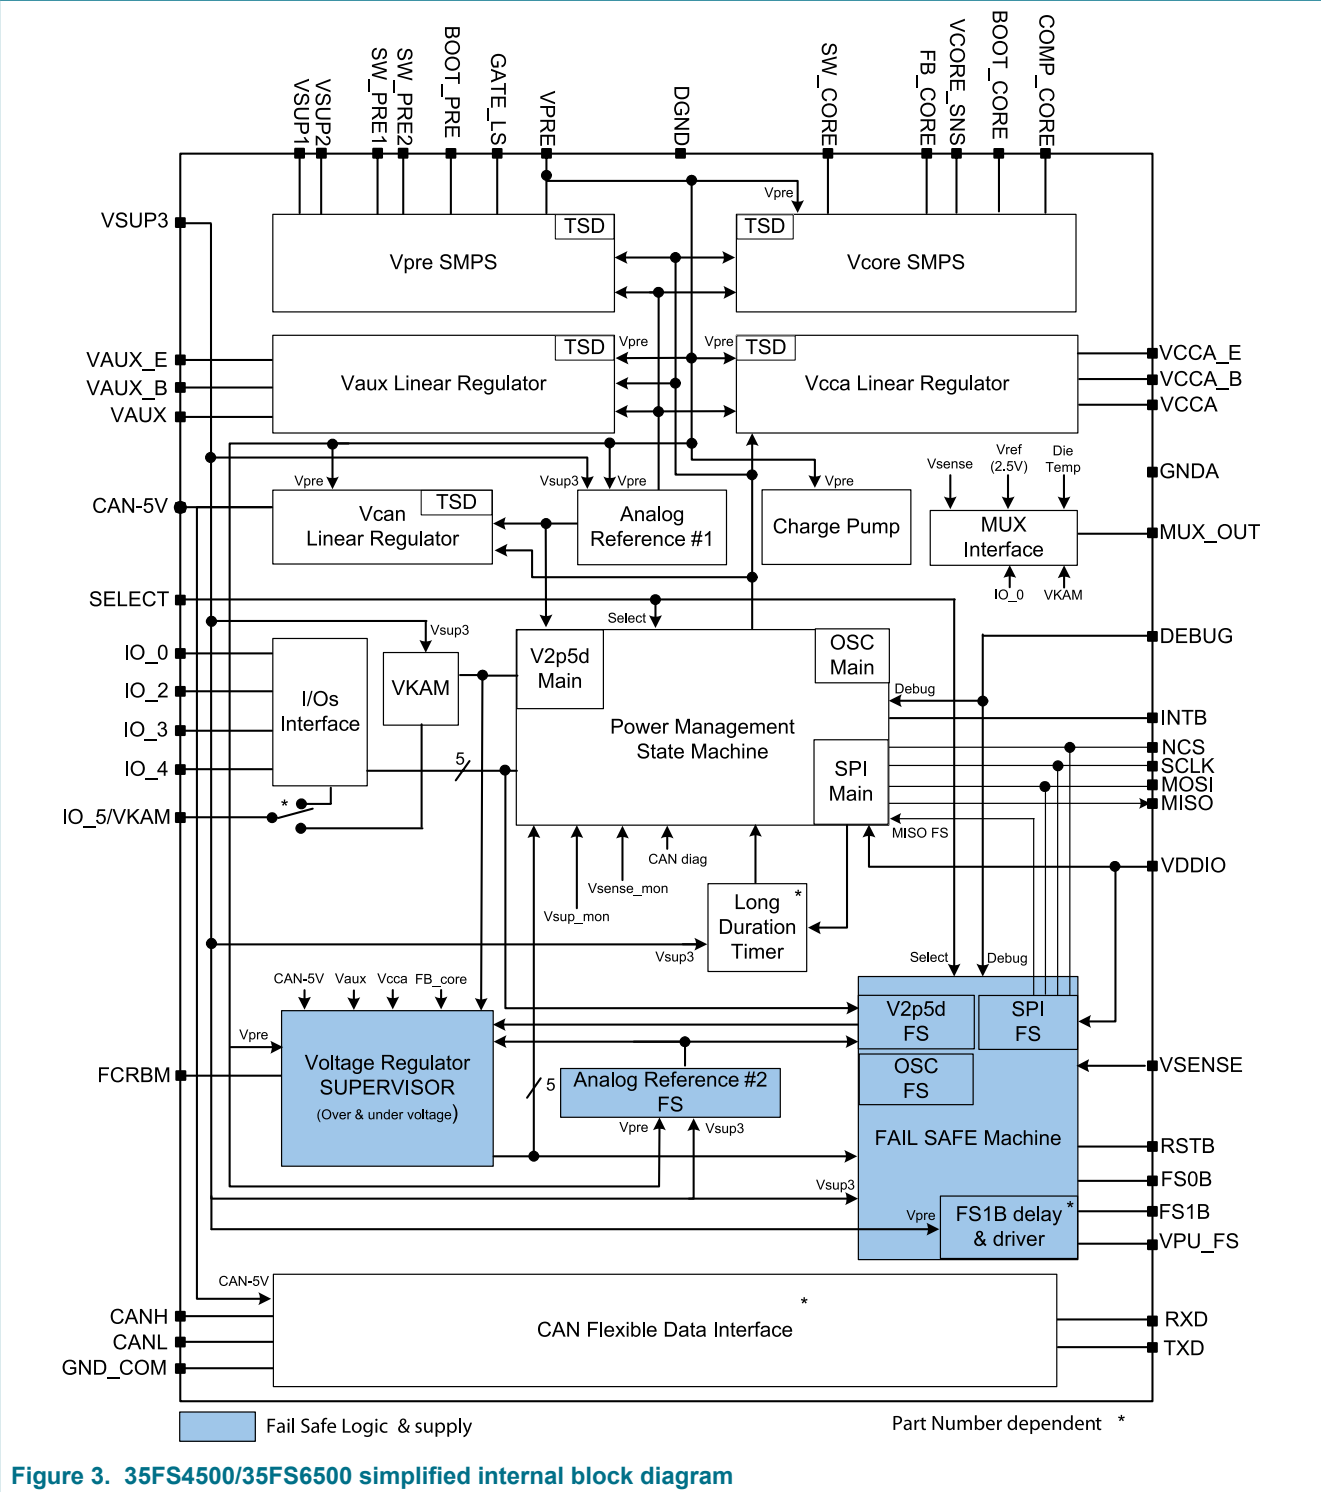 VSUP1
VSUP2
SW_PRE1
SW_PRE2
BOOT_PRE
GATE_LS
VPRE
DGND
SW_CORE
FB_CORE
VCORE_SNS
BOOT_CORE
COMP_CORE
VSUP3
Vpre
TSD
TSD
Vpre SMPS
Vcore SMPS
VAUX_E
VAUX_B
VAUX
TSD
Vpre
Vpre
TSD
Vaux Linear Regulator
Vcca Linear Regulator
VCCA_E
VCCA_B
VCCA
GNDA
CAN-5V
Vpre
TSD
Vcan
Linear Regulator
Vsup3
Vpre
Analog
Reference #1
Vpre
Charge Pump
Vsense
Vref
(2.5V)
Die
Temp
MUX
Interface
IO_0
VKAM
MUX_OUT
SELECT
Select
Vsup3
IO_0
IO_2
IO_3
IO_4
IO_5/VKAM
I/Os
Interface
*
VKAM
V2p5d
Main
OSC
Main
Power Management
State Machine
SPI
Main
5
Debug
DEBUG
INTB
NCS
SCLK
MOSI
MISO
MISO FS
VDDIO
CAN diag
Vsense_mon
Vsup_mon
Long
Duration
Timer
*
Vsup3
Select
Debug
CAN-5V
Vaux
Vcca
FB_core
Vpre
Voltage Regulator
SUPERVISOR
(Over & under voltage)
FCRBM
5
Analog Reference #2
FS
Vpre
Vsup3
V2p5d
FS
SPI
FS
OSC
FS
FAIL SAFE Machine
Vsup3
Vpre
FS1B delay
& driver
*
VSENSE
RSTB
FS0B
FS1B
VPU_FS
CAN-5V
CANH
CANL
GND_COM
*
CAN Flexible Data Interface
RXD
TXD
Fail Safe Logic & supply
Part Number dependent *
Figure 3. 35FS4500/35FS6500 simplified internal block diagram